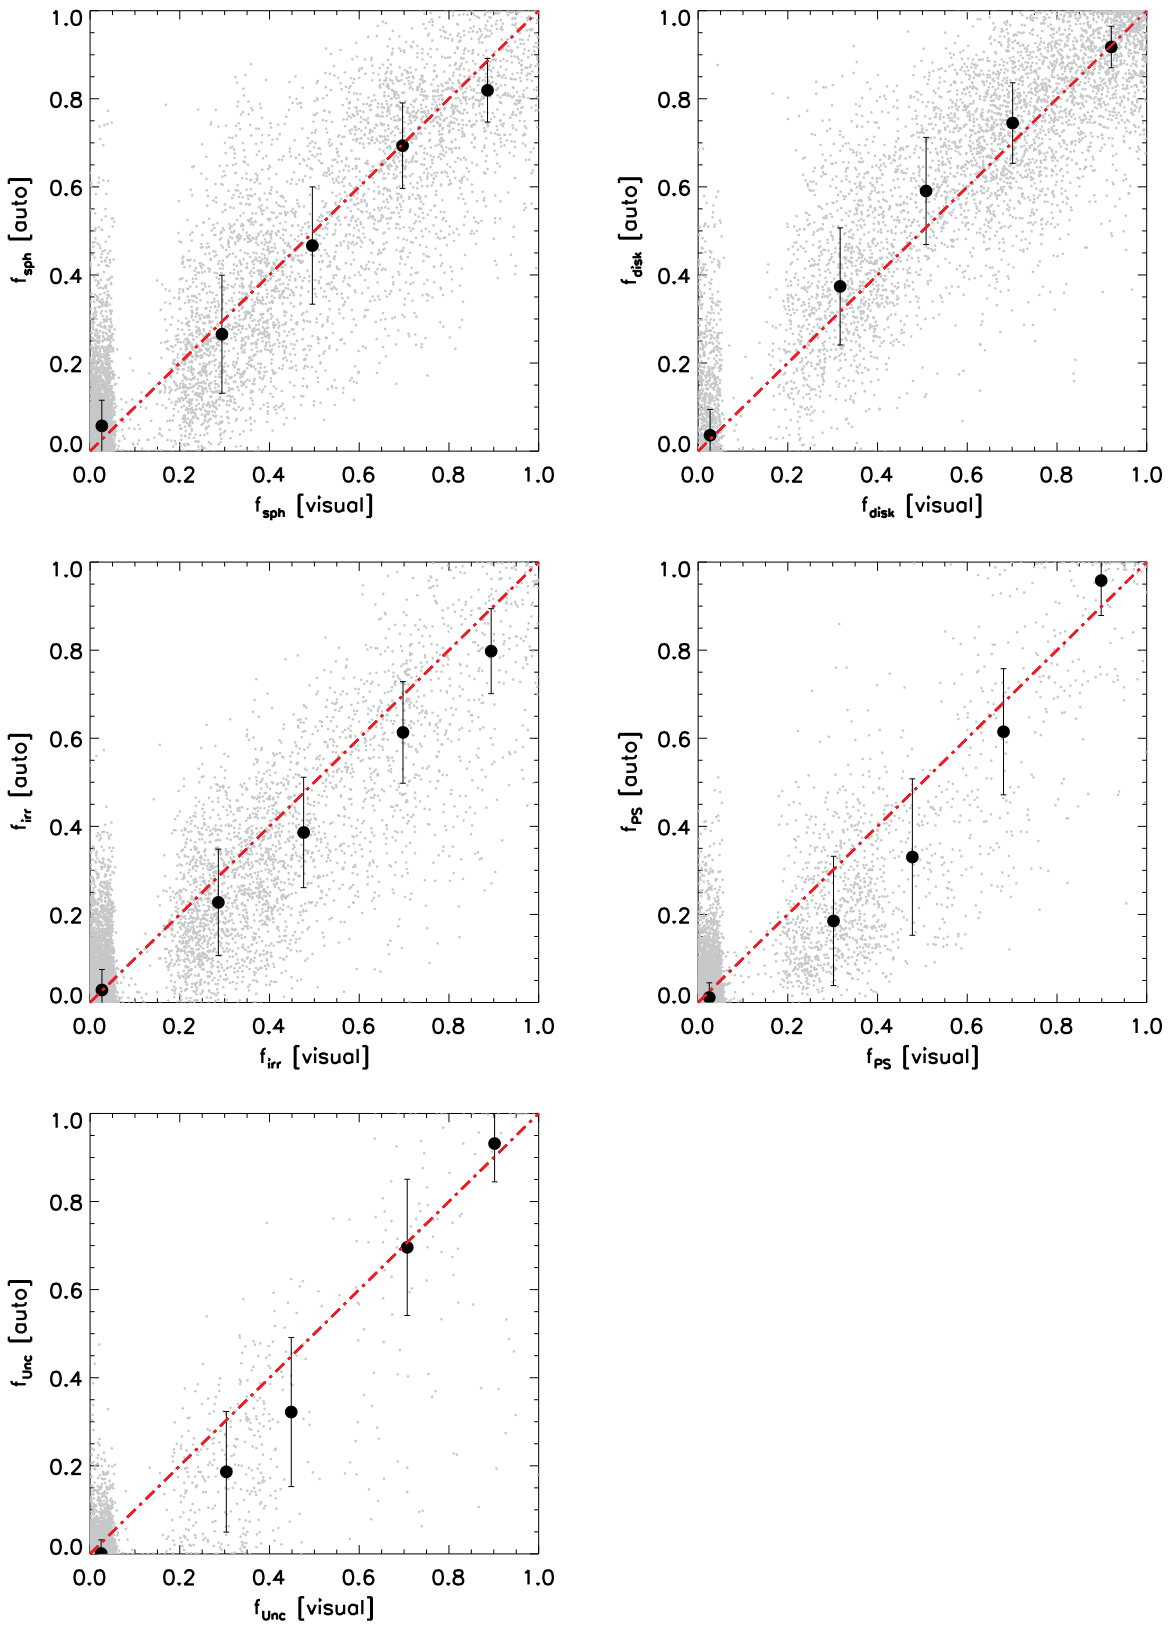 1.0 1.0
0.8 0.8
f_sph [auto] f_disk [auto]
0.6 0.6
0.4 0.4
0.2 0.2
0.0 0.0
0.0 0.2 0.4 0.6 0.8 1.0 0.0 0.2 0.4 0.6 0.8 1.0
f_sph [visual] f_disk [visual]
1.0 1.0
0.8 0.8
f_irr [auto] f_PS [auto]
0.6 0.6
0.4 0.4
0.2 0.2
0.0 0.0
0.0 0.2 0.4 0.6 0.8 1.0 0.0 0.2 0.4 0.6 0.8 1.0
f_irr [visual] f_PS [visual]
1.0
0.8
f_Unc [auto]
0.6
0.4
0.2
0.0
0.0 0.2 0.4 0.6 0.8 1.0
f_Unc [visual]